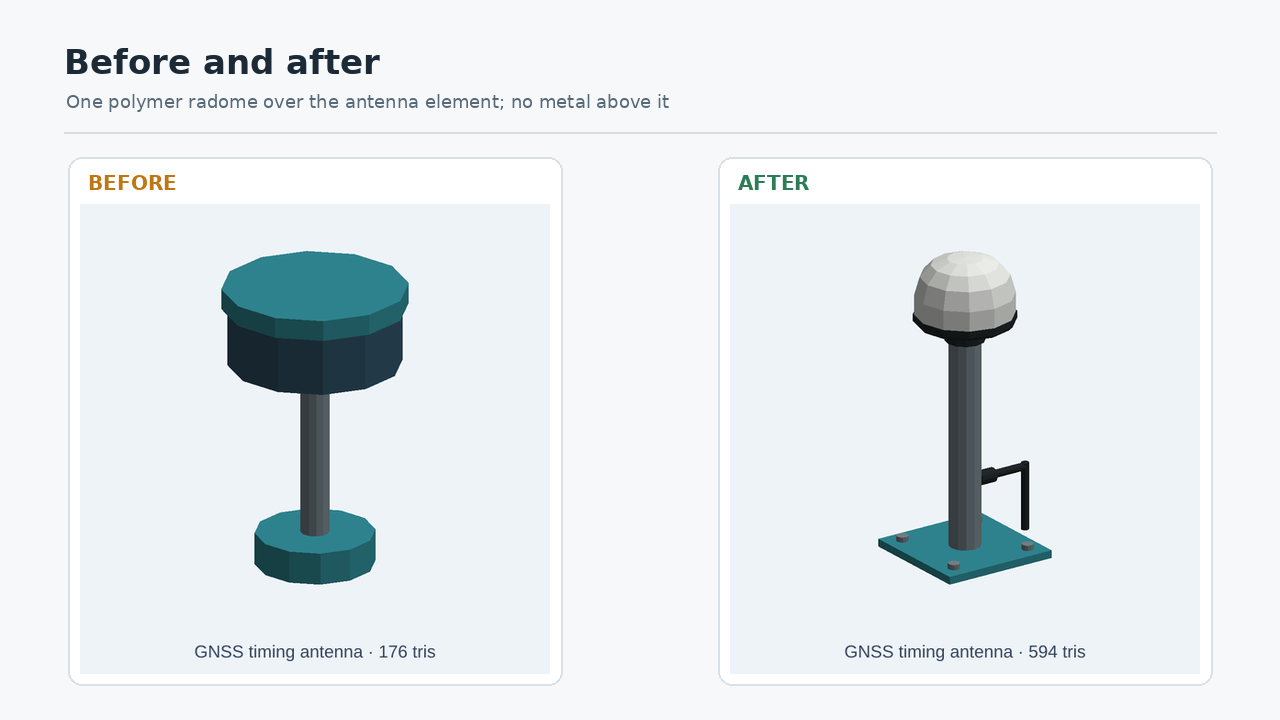 Before and after
One polymer radome over the antenna element; no metal above it
BEFORE
AFTER
GNSS timing antenna · 176 tris
GNSS timing antenna · 594 tris